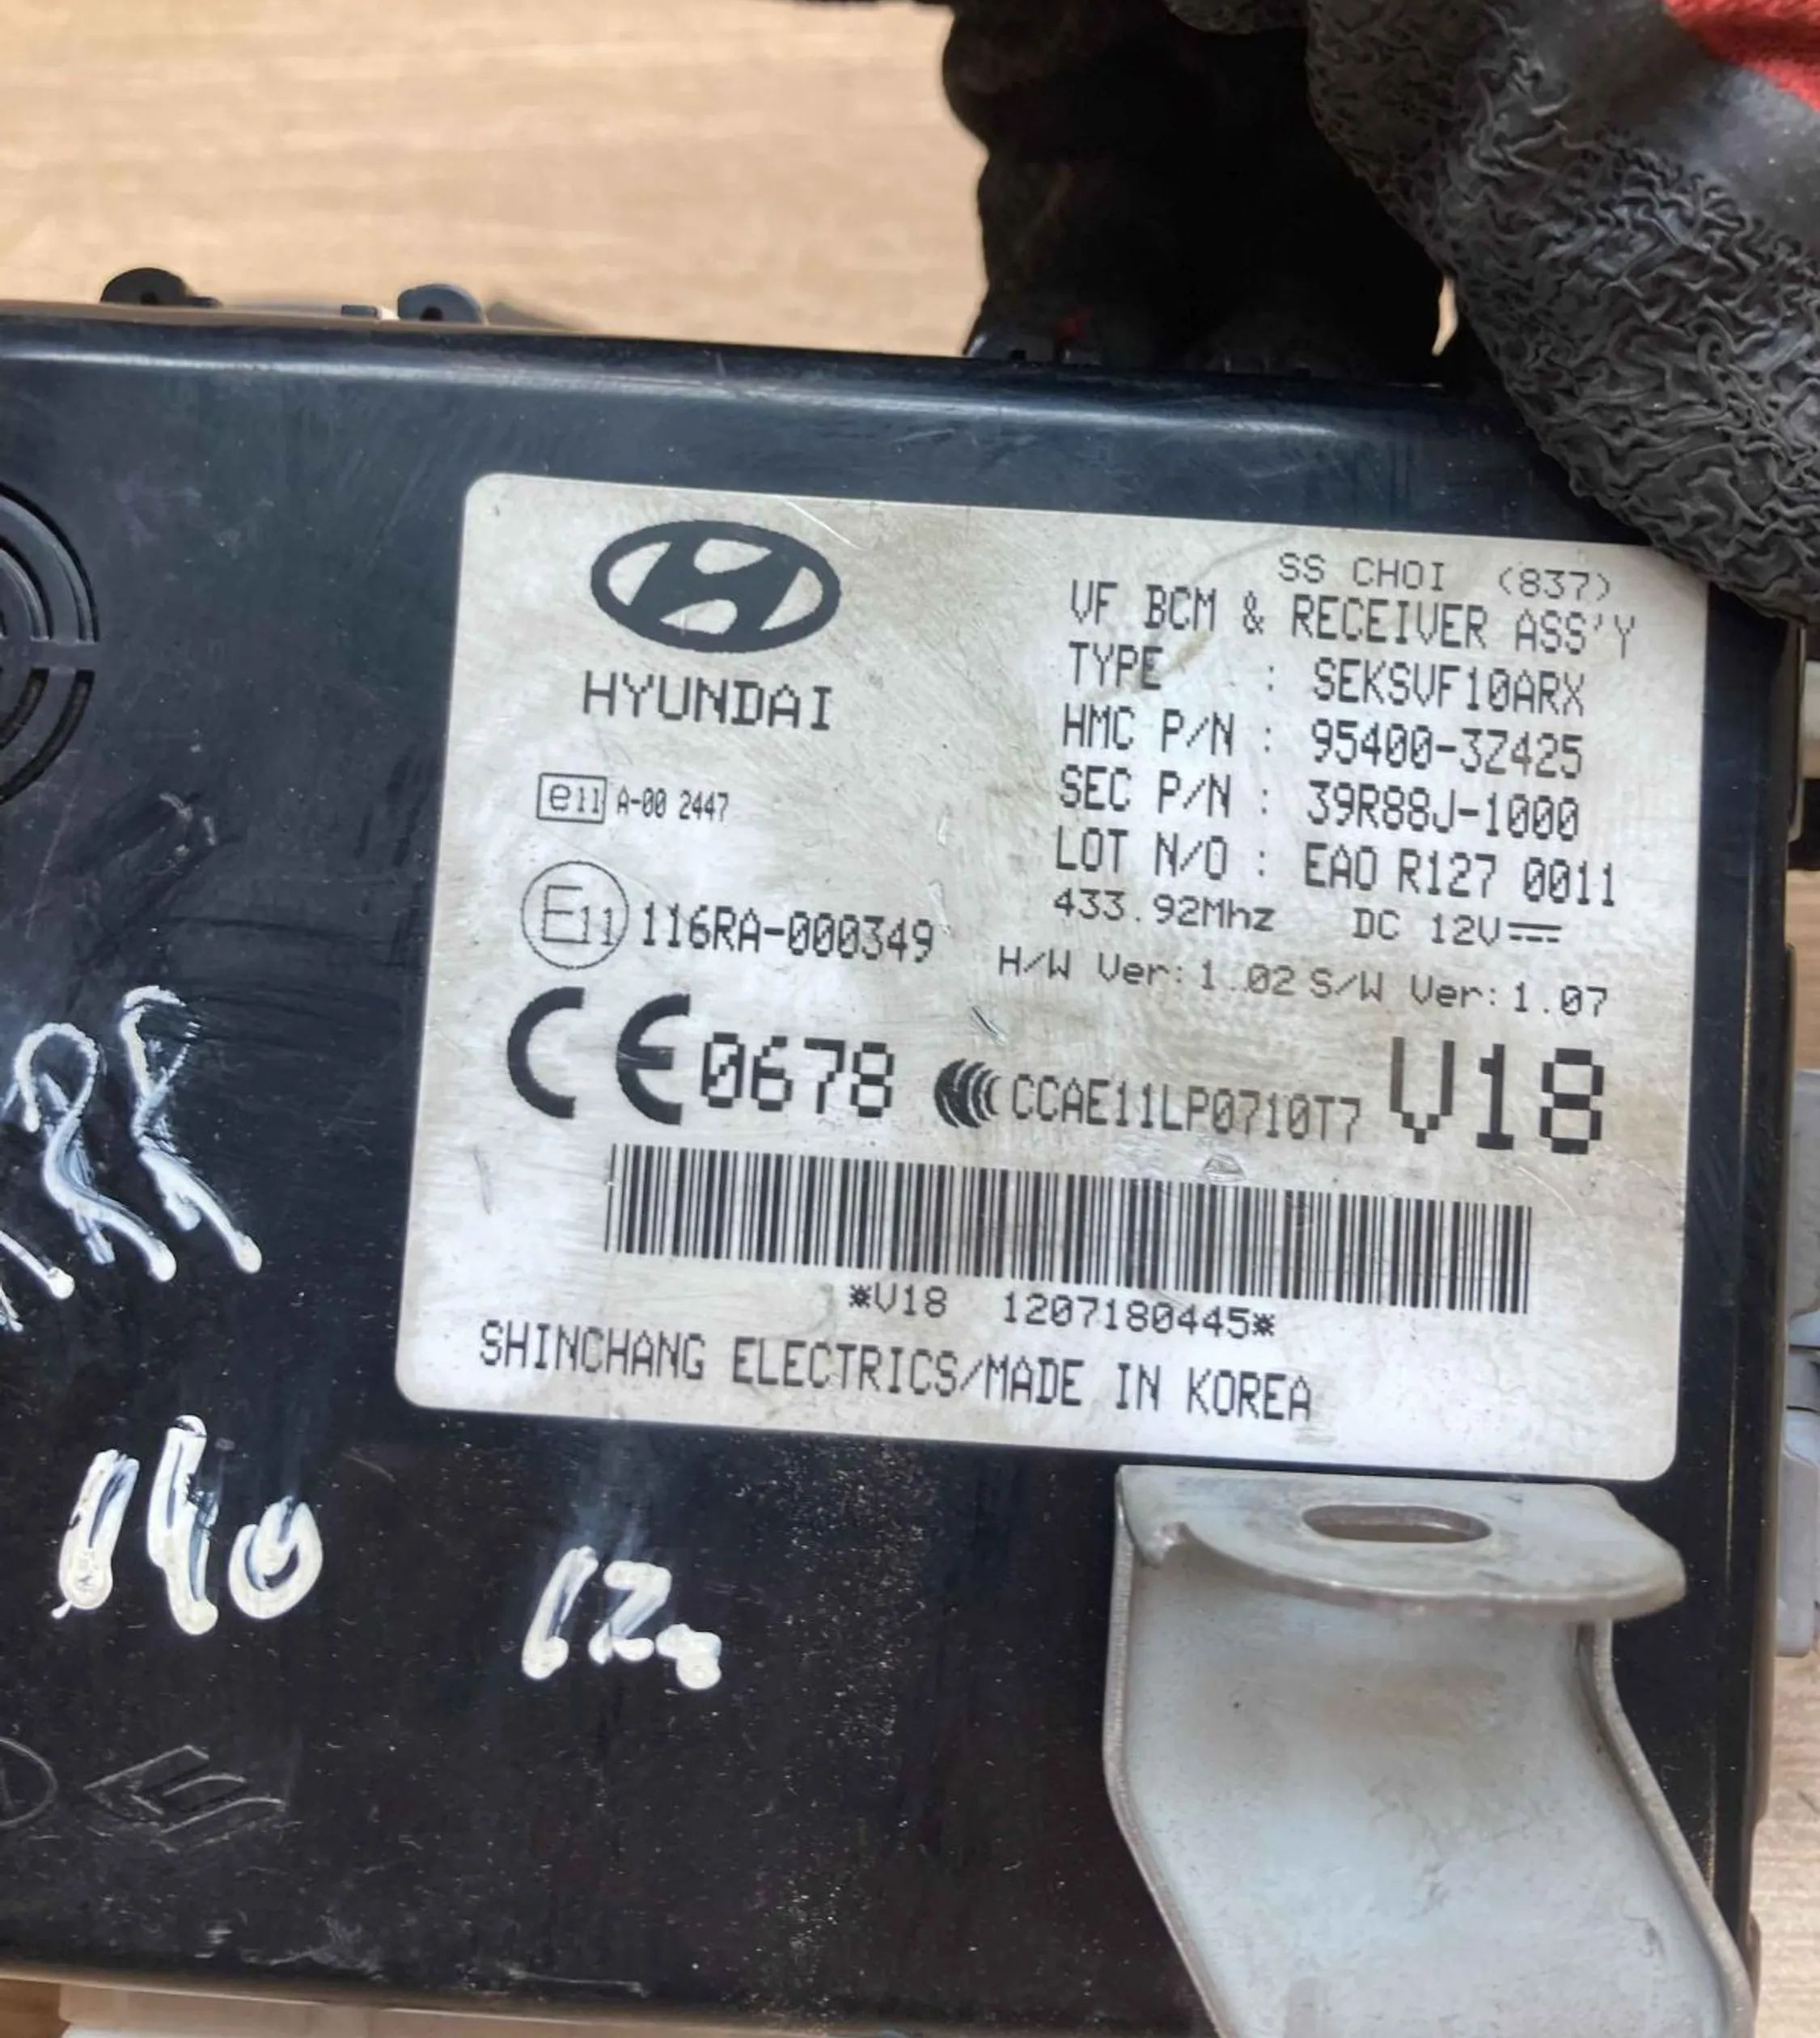 SS CHOI (837)
VF BCM & RECEIVER ASS'Y
TYPE : SEKSVF10ARX
HYUNDAI
HMC P/N : 95400-3Z425
SEC P/N : 39R88J-1000
e11 A-00 2447
LOT N/O : EAO R127 0011
433.92Mhz DC 12V
E11 116RA-000349
H/W Ver: 1.02 S/W Ver: 1.07
CE 0678 CCAE11LP0710T7 V18
*V18 1207180445*
SHINCHANG ELECTRICS/MADE IN KOREA